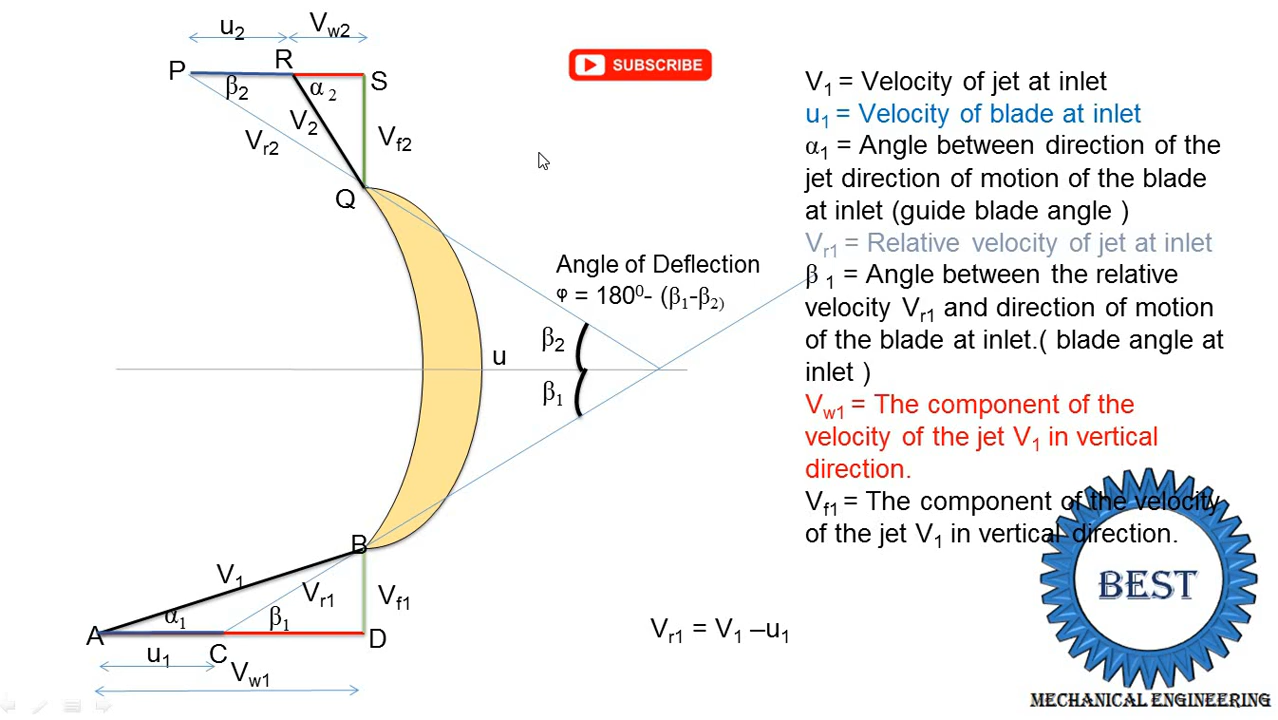 u2
Vw2
P
R
S
β2
α 2
V2
Vr2
Vf2
Q
SUBSCRIBE
V1 = Velocity of jet at inlet
u1 = Velocity of blade at inlet
α1 = Angle between direction of the
jet direction of motion of the blade
at inlet (guide blade angle )
Vr1 = Relative velocity of jet at inlet
β 1 = Angle between the relative
velocity Vr1 and direction of motion
of the blade at inlet.( blade angle at
inlet )
Vw1= The component of the
velocity of the jet V1 in vertical
direction.
Vf1= The component of the velocity
of the jet V1 in vertical direction.
Angle of Deflection
φ = 180⁰- (β1-β2)
β2
u
β1
B
V1
Vr1
Vf1
α1
β1
A
C
D
u1
Vw1
Vr1 = V1 –u1
BEST
MECHANICAL ENGINEERING